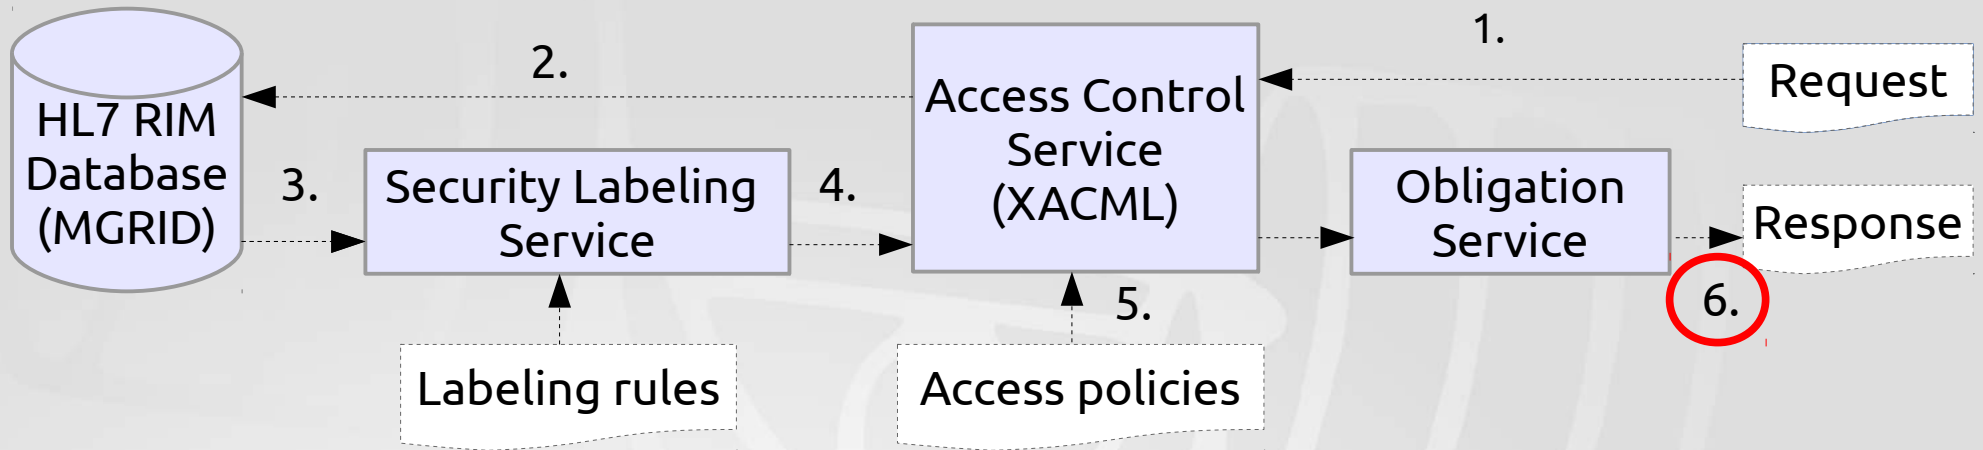 1.
2.
Request
HL7 RIM
Database
(MGRID)
3.
Security Labeling
Service
4.
Access Control
Service
(XACML)
Obligation
Service
Response
5.
6.
Labeling rules
Access policies